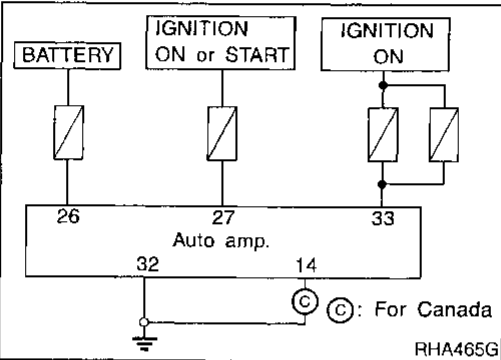 BATTERY
IGNITION
ON or START
IGNITION
ON
26
27
33
Auto amp.
32
14
C
C: For Canada
RHA465G